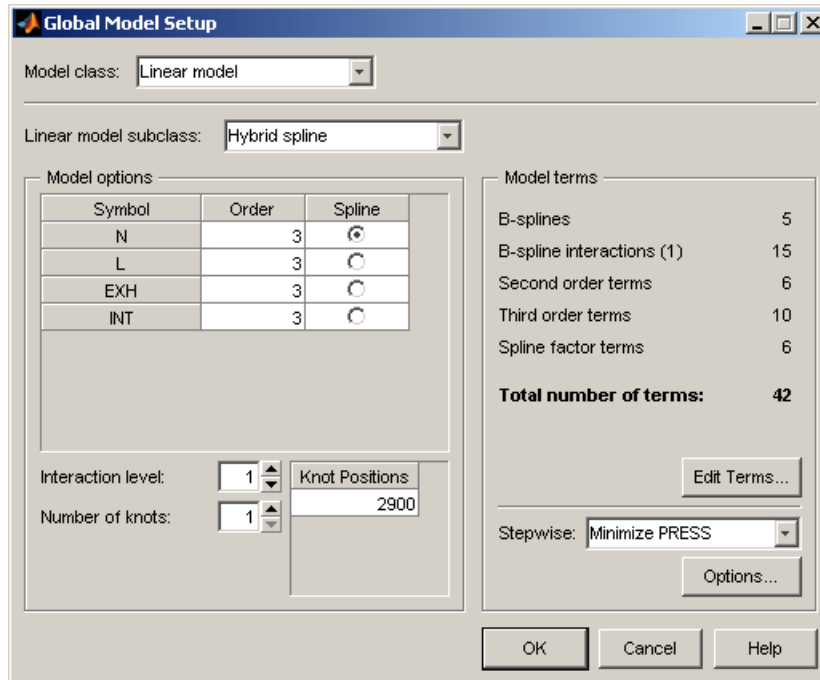 Global Model Setup
Model class: Linear model
Linear model subclass: Hybrid spline
Model options
Symbol Order Spline
N 3
L 3
EXH 3
INT 3
Interaction level: 1
Number of knots: 1
Knot Positions
2900
Model terms
B-splines 5
B-spline interactions (1) 15
Second order terms 6
Third order terms 10
Spline factor terms 6
Total number of terms: 42
Edit Terms...
Stepwise: Minimize PRESS
Options...
OK Cancel Help